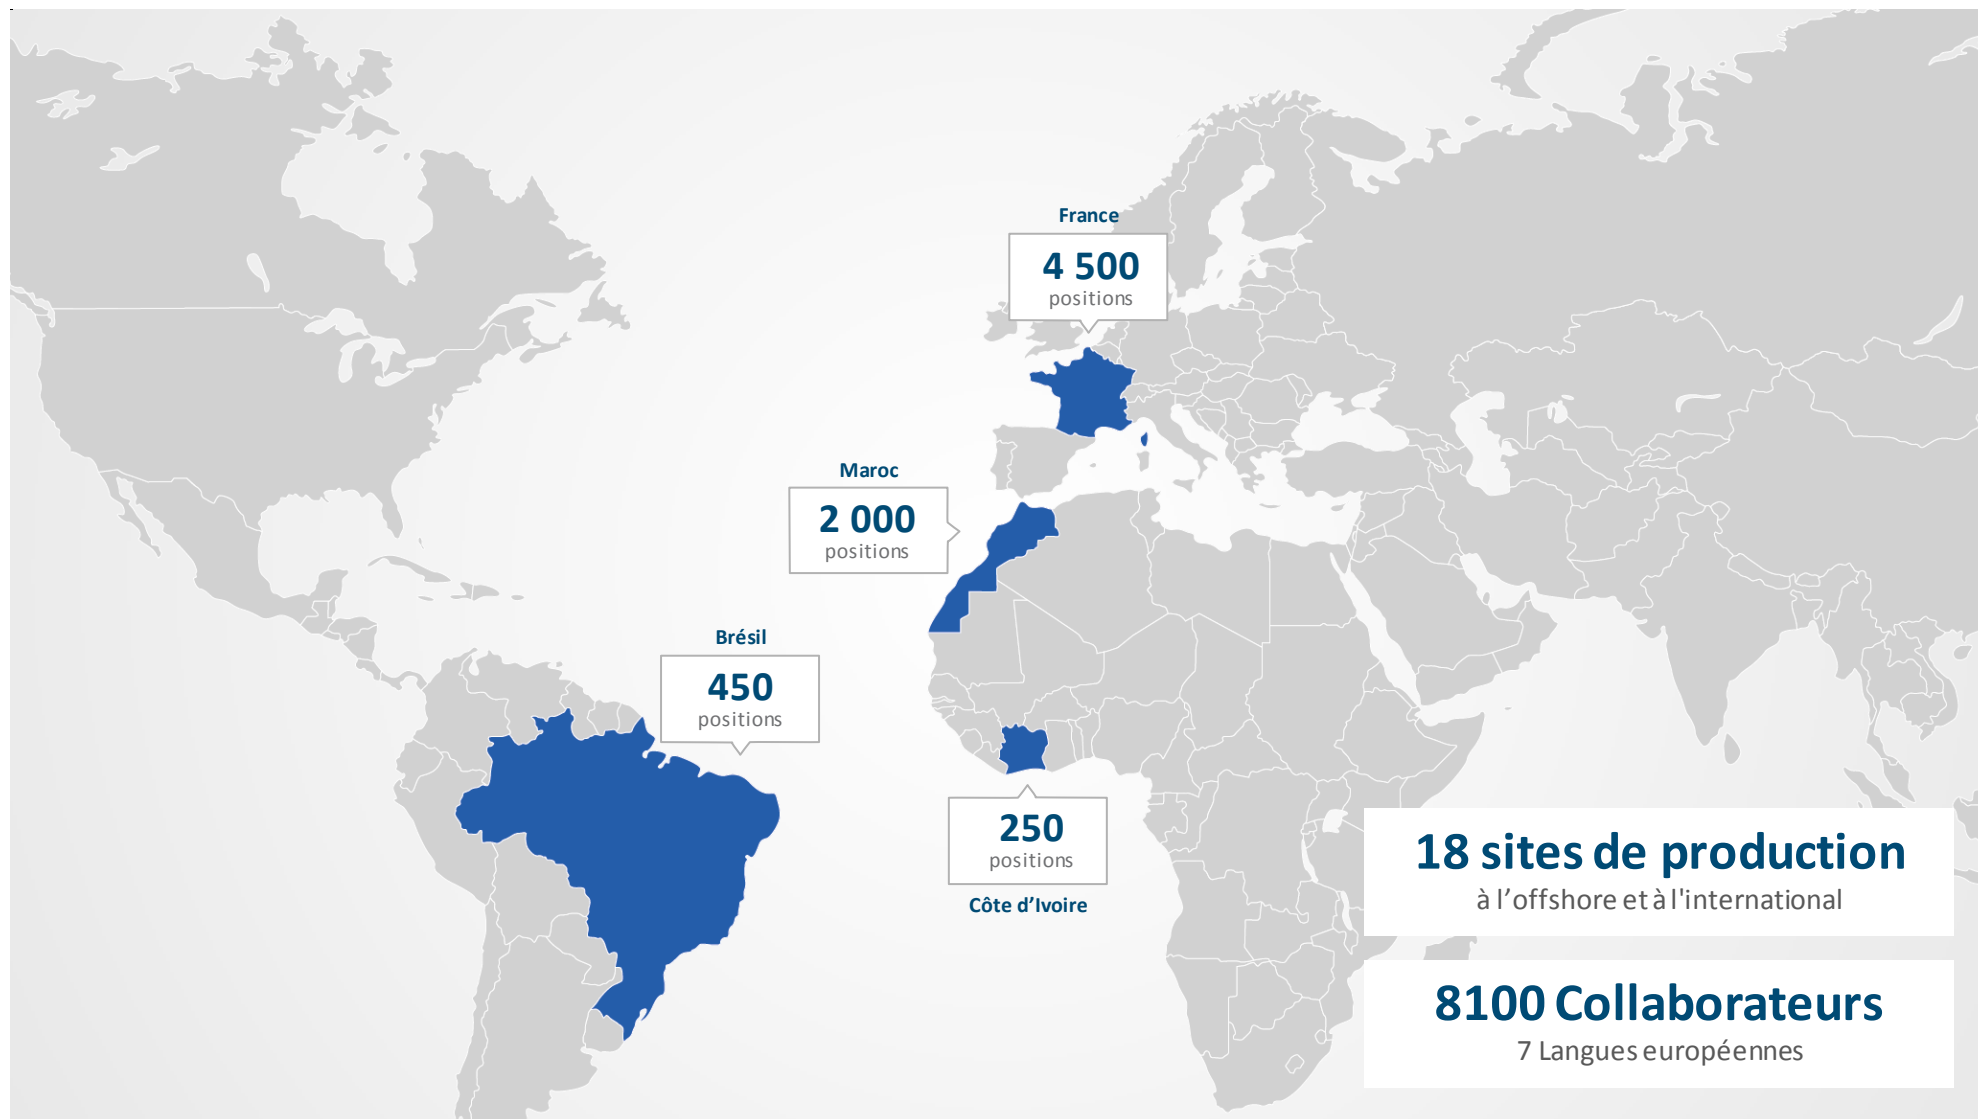 France
4 500
positions
Maroc
2 000
positions
Brésil
450
positions
250
positions
Côte d’Ivoire
18 sites de production
à l’offshore et à l'international
8100 Collaborateurs
7 Langues européennes